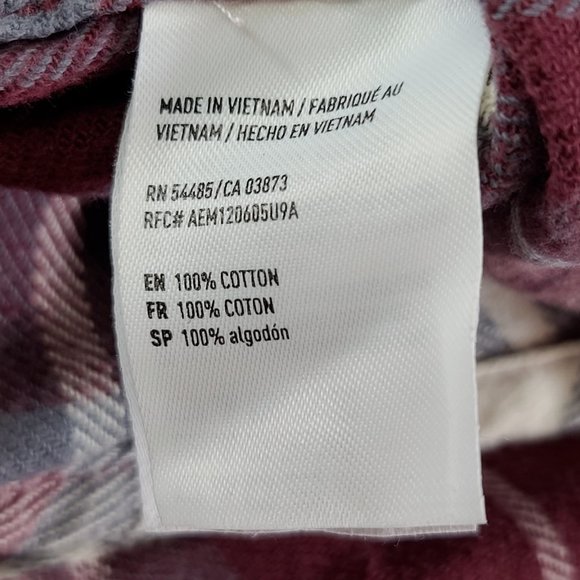 MADE IN VIETNAM / FABRIQUÉ AU
VIETNAM / HECHO EN VIETNAM
RN 54485/CA 03873
RFC# AEM120605U9A
EN 100% COTTON
FR 100% COTON
SP 100% algodón